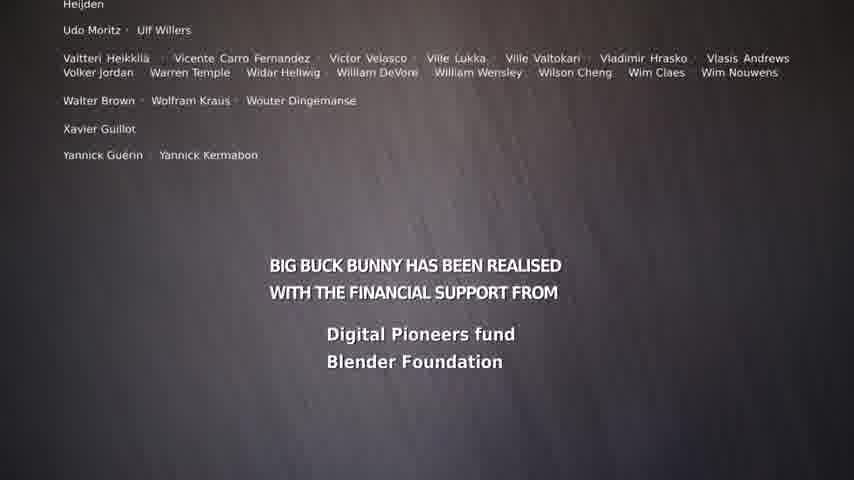 Heijden
Udo Moritz · Ulf Willers
Valtteri Heikkilä · Vicente Carro Fernandez · Victor Velasco · Ville Lukka · Ville Valtokari · Vladimir Hrasko · Vlasis Andrews
Volker Jordan · Warren Temple · Widar Hellwig · William DeVore · William Wensley · Wilson Cheng · Wim Claes · Wim Nouwens
Walter Brown · Wolfram Kraus · Wouter Dingemanse
Xavier Guillot
Yannick Guerin · Yannick Kermabon
BIG BUCK BUNNY HAS BEEN REALISED
WITH THE FINANCIAL SUPPORT FROM
Digital Pioneers fund
Blender Foundation